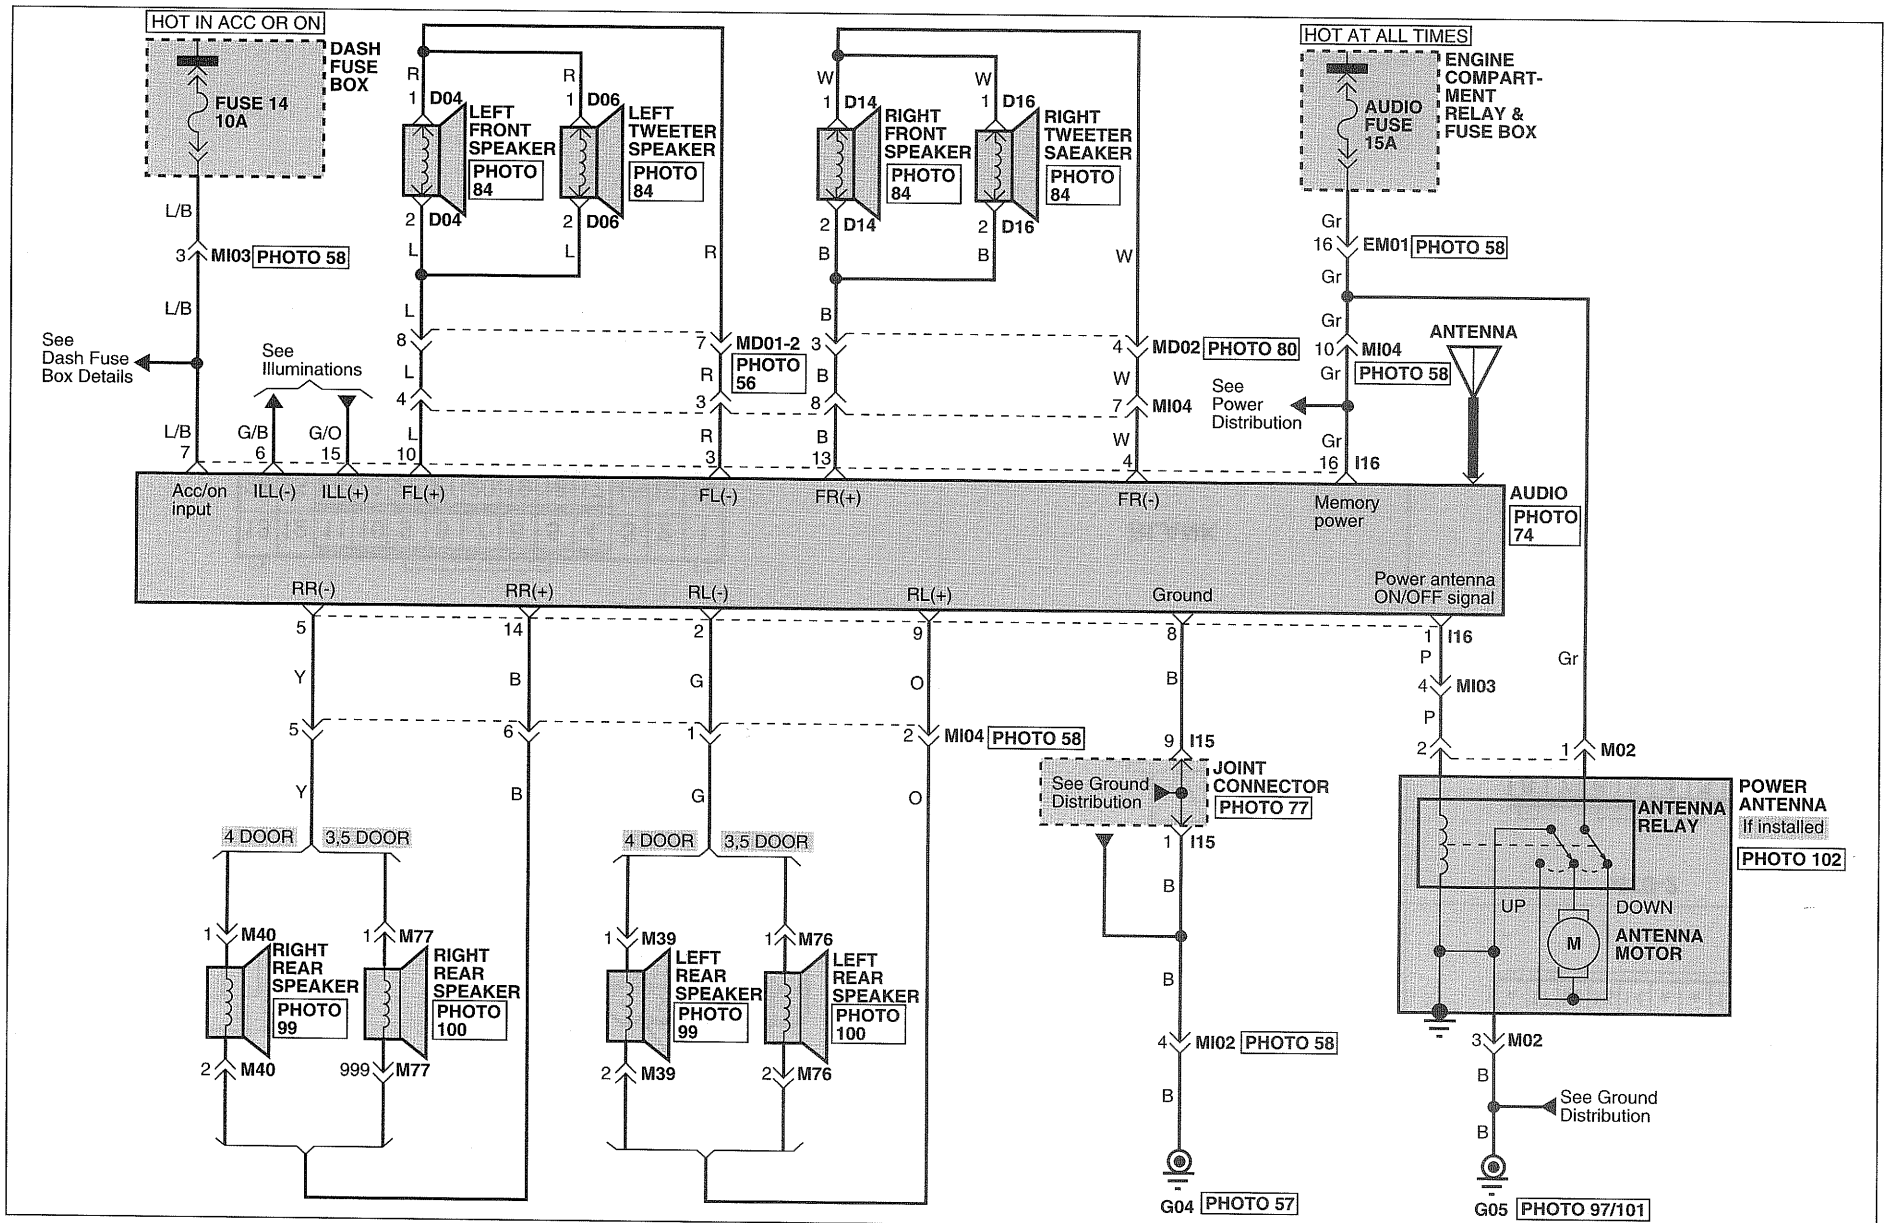 HOT IN ACC OR ON
DASH
FUSE
BOX
FUSE 14
10A
L/B
3 MI03 PHOTO 58
L/B
See
Dash Fuse
Box Details
See
Illuminations
L/B
7
G/B
6
G/O
15
R
1 D04
LEFT
FRONT
SPEAKER
PHOTO
84
2 D04
L
R
1 D06
LEFT
TWEETER
SPEAKER
PHOTO
84
2 D06
L
R
L
8
7 MD01-2
PHOTO
56
L
4
R
3
L
10
R
3
W
1 D14
RIGHT
FRONT
SPEAKER
PHOTO
84
2 D14
B
W
1 D16
RIGHT
TWEETER
SAEAKER
PHOTO
84
2 D16
B
W
B
3
4 MD02 PHOTO 80
B
8
W
7 MI04
B
13
W
4
HOT AT ALL TIMES
ENGINE
COMPART-
MENT
RELAY &
FUSE BOX
AUDIO
FUSE
15A
Gr
16 EM01 PHOTO 58
Gr
Gr
10 MI04
PHOTO 58
Gr
See
Power
Distribution
Gr
16 I16
ANTENNA
Acc/on
input
ILL(-)
ILL(+)
FL(+)
FL(-)
FR(+)
FR(-)
Memory
power
AUDIO
PHOTO
74
RR(-)
RR(+)
RL(-)
RL(+)
Ground
Power antenna
ON/OFF signal
5
14
2
9
8
1 I16
Y
B
G
O
B
P
Gr
5
6
1
2 MI04 PHOTO 58
4 MI03
P
Y
B
G
O
9 I15
2
1 M02
See Ground
Distribution
JOINT
CONNECTOR
PHOTO 77
1 I15
POWER
ANTENNA
If installed
PHOTO 102
ANTENNA
RELAY
UP
DOWN
M
ANTENNA
MOTOR
4 DOOR
3,5 DOOR
4 DOOR
3,5 DOOR
B
1 M40
RIGHT
REAR
SPEAKER
PHOTO
99
2 M40
1 M77
RIGHT
REAR
SPEAKER
PHOTO
100
999 M77
1 M39
LEFT
REAR
SPEAKER
PHOTO
99
2 M39
1 M76
LEFT
REAR
SPEAKER
PHOTO
100
2 M76
B
4 MI02 PHOTO 58
B
G04 PHOTO 57
3 M02
B
See Ground
Distribution
B
G05 PHOTO 97/101